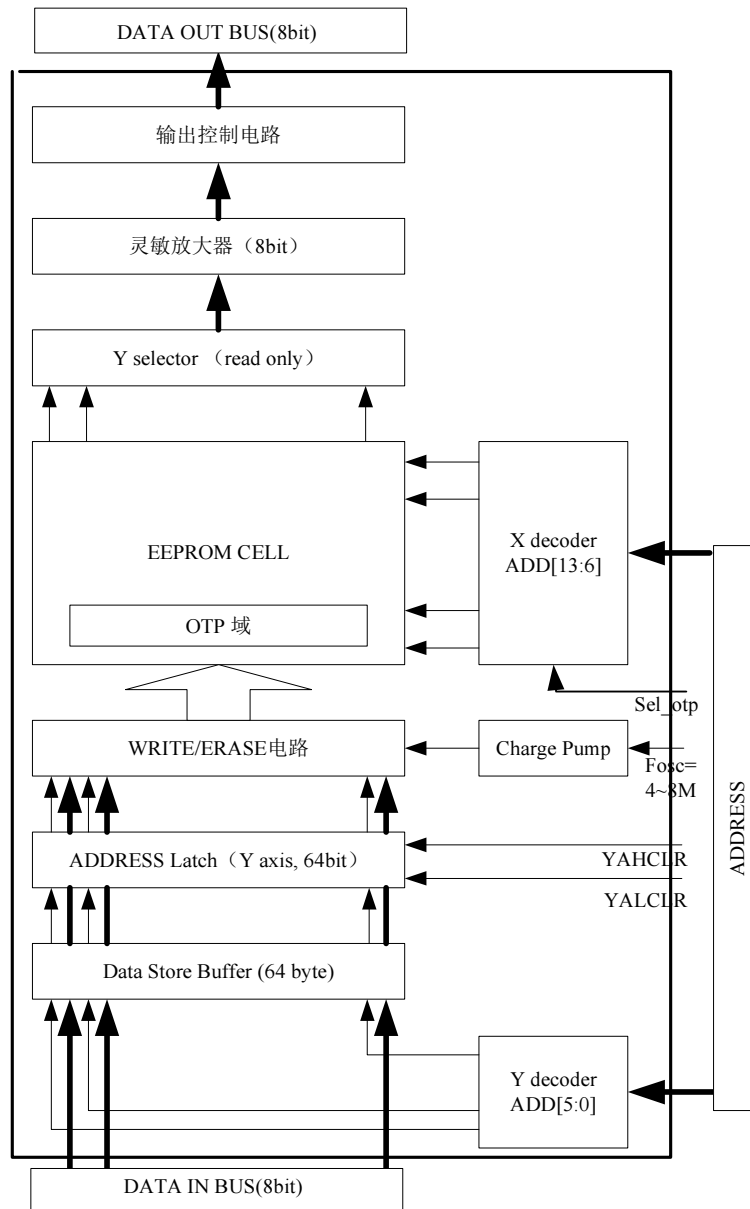 DATA OUT BUS(8bit)
输出控制电路
灵敏放大器（8bit）
Y selector （read only）
EEPROM CELL
OTP 域
X decoder
ADD[13:6]
Sel_otp
WRITE/ERASE电路
Charge Pump
Fosc=
4~8M
ADDRESS
ADDRESS Latch（Y axis, 64bit）
YAHCLR
YALCLR
Data Store Buffer (64 byte)
Y decoder
ADD[5:0]
DATA IN BUS(8bit)